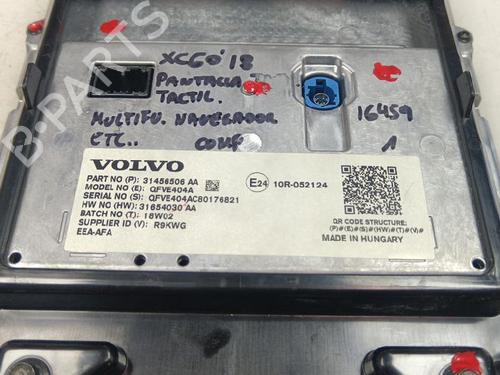 XC60'18
PANTALLA
TACTIL.
MULTIFU. NAVEGADOR
ETC..
16459
1
VOLVO
PART NO (P): 31456506 AA
MODEL NO (E): QFVE404A
SERIAL NO (S): QFVE404AC80176821
HW NO (HW): 31654030 AA
BATCH NO (T): 18W02
SUPPLIER ID (V): R9KWG
EEA-AFA
E24 10R-052124
QR CODE STRUCTURE:
(P)#(E)#(S)#(HW)#(T)#(V)#
MADE IN HUNGARY
B-PARTS